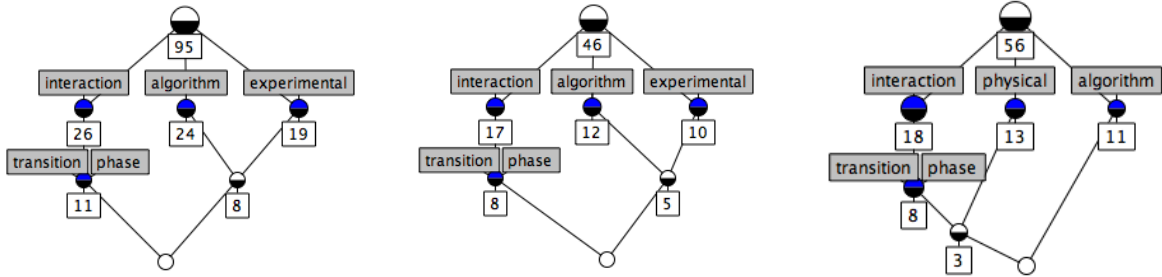 95
interaction algorithm experimental
26 24 19
transition phase
11 8
46
interaction algorithm experimental
17 12 10
transition phase
8 5
56
interaction physical algorithm
18 13 11
transition phase
8
3